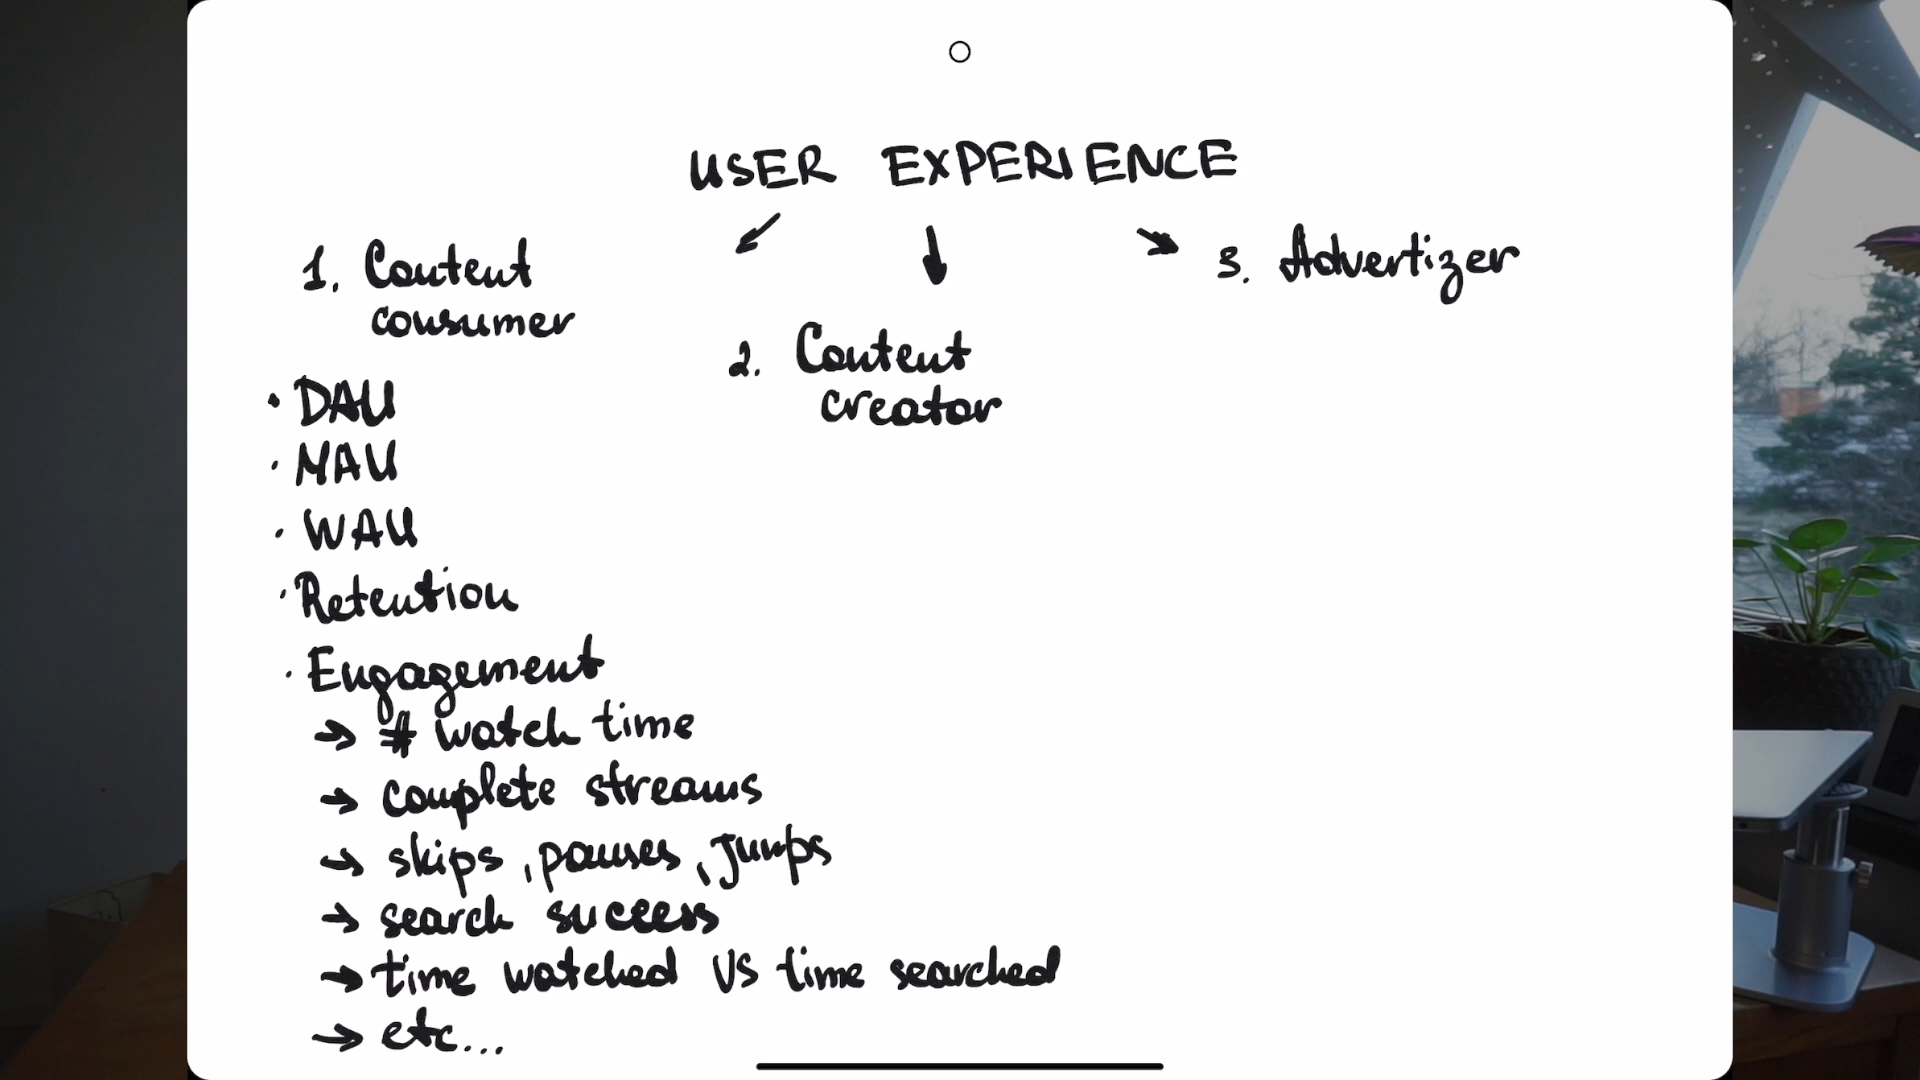 USER EXPERIENCE
1. Content
consumer
• DAU
• MAU
• WAU
• Retention
• Engagement
→ # watch time
→ complete streams
→ skips, pauses, jumps
→ search success
→ time watched VS time searched
→ etc...
2. Content
creator
3. Advertizer